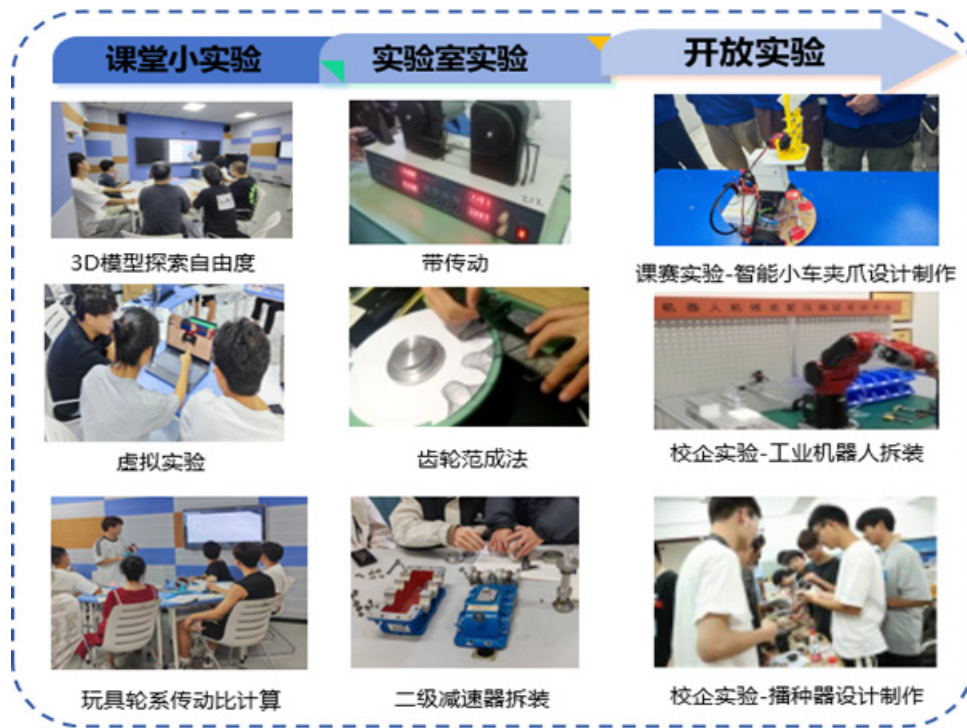 课堂小实验
实验室实验
开放实验
3D模型探索自由度
带传动
课赛实验-智能小车夹爪设计制作
虚拟实验
齿轮范成法
校企实验-工业机器人拆装
玩具轮系传动比计算
二级减速器拆装
校企实验-播种器设计制作